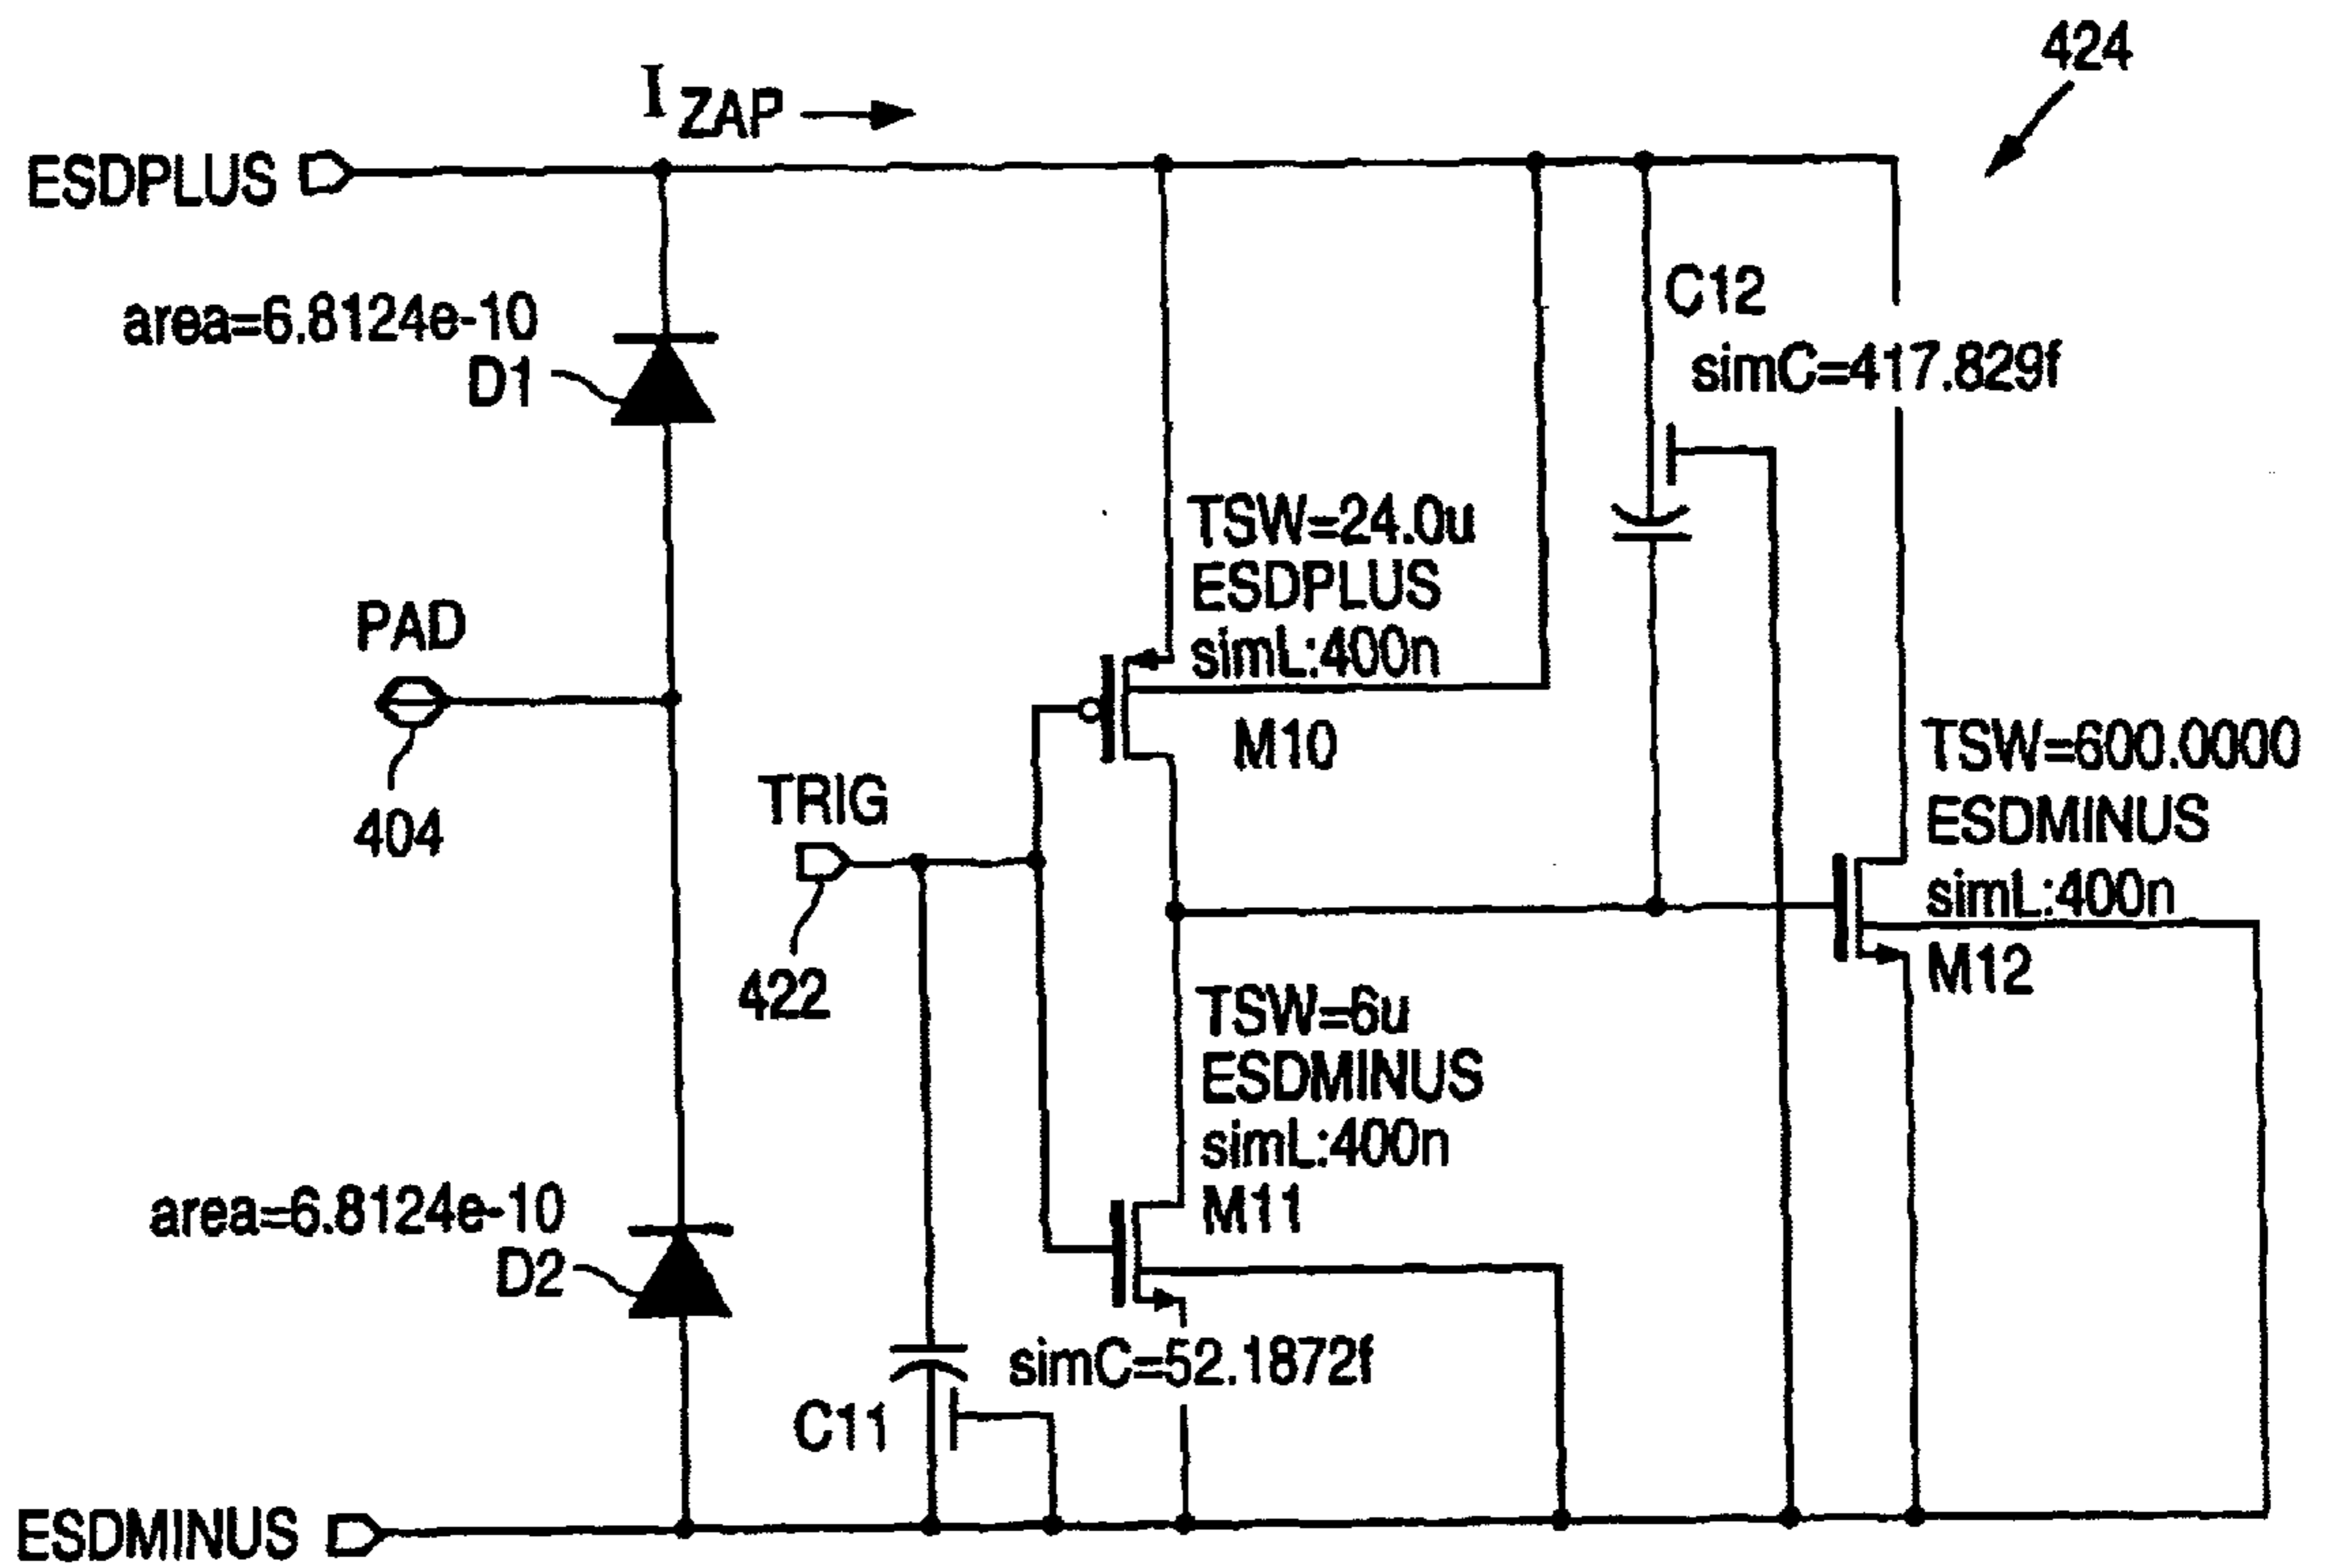 424
I ZAP
ESDPLUS
area=6.8124e-10
D1
C12
simC=417.829f
TSW=24.0u
ESDPLUS
simL:400n
M10
PAD
404
TRIG
422
TSW=600.0000
ESDMINUS
simL:400n
M12
TSW=6u
ESDMINUS
simL:400n
M11
area=6.8124e-10
D2
simC=52.1872f
C11
ESDMINUS